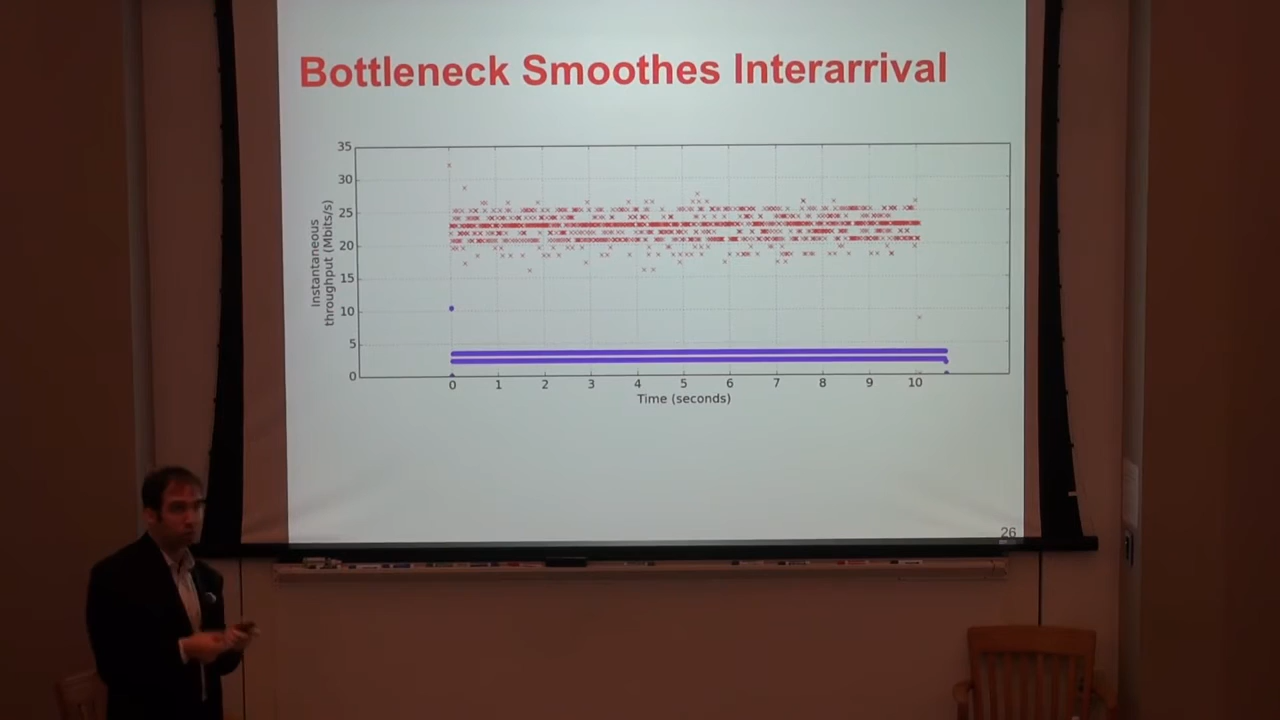 Bottleneck Smoothes Interarrival
35
30
25
20
15
10
5
0
Instantaneous
throughput (Mbits/s)
0 1 2 3 4 5 6 7 8 9 10
Time (seconds)
26